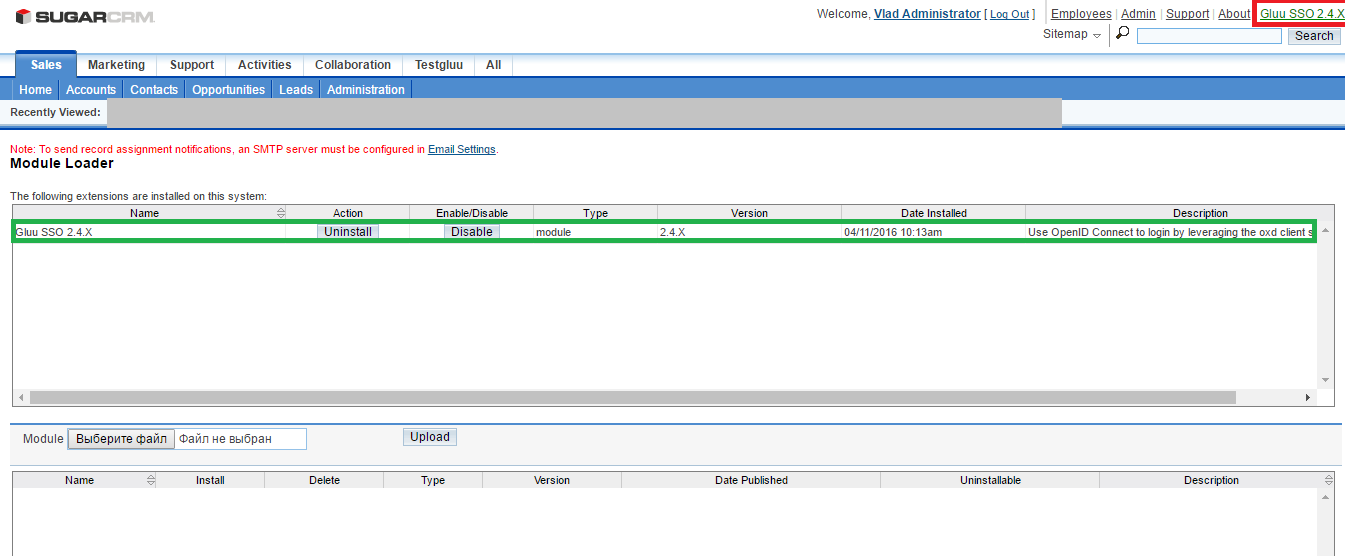 SUGARCRM. Welcome, Vlad Administrator [ Log Out ] Employees | Admin | Support | About Gluu SSO 2.4.X
Sitemap Search
Sales Marketing Support Activities Collaboration Testgluu All
Home Accounts Contacts Opportunities Leads Administration
Recently Viewed:
Note: To send record assignment notifications, an SMTP server must be configured in Email Settings.
Module Loader
The following extensions are installed on this system:
Name Action Enable/Disable Type Version Date Installed Description
Gluu SSO 2.4.X Uninstall Disable module 2.4.X 04/11/2016 10:13am Use OpenID Connect to login by leveraging the oxd client s
Module Выберите файл Файл не выбран Upload
Name Install Delete Type Version Date Published Uninstallable Description